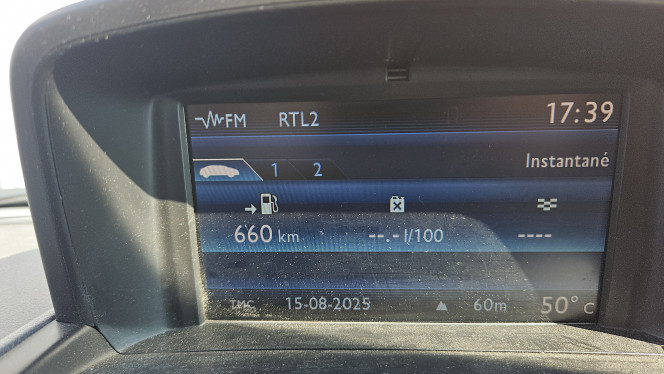 FM RTL2 17:39
1 2 Instantané
660 km --.- l/100 ----
TMC 15-08-2025 60m 50° C